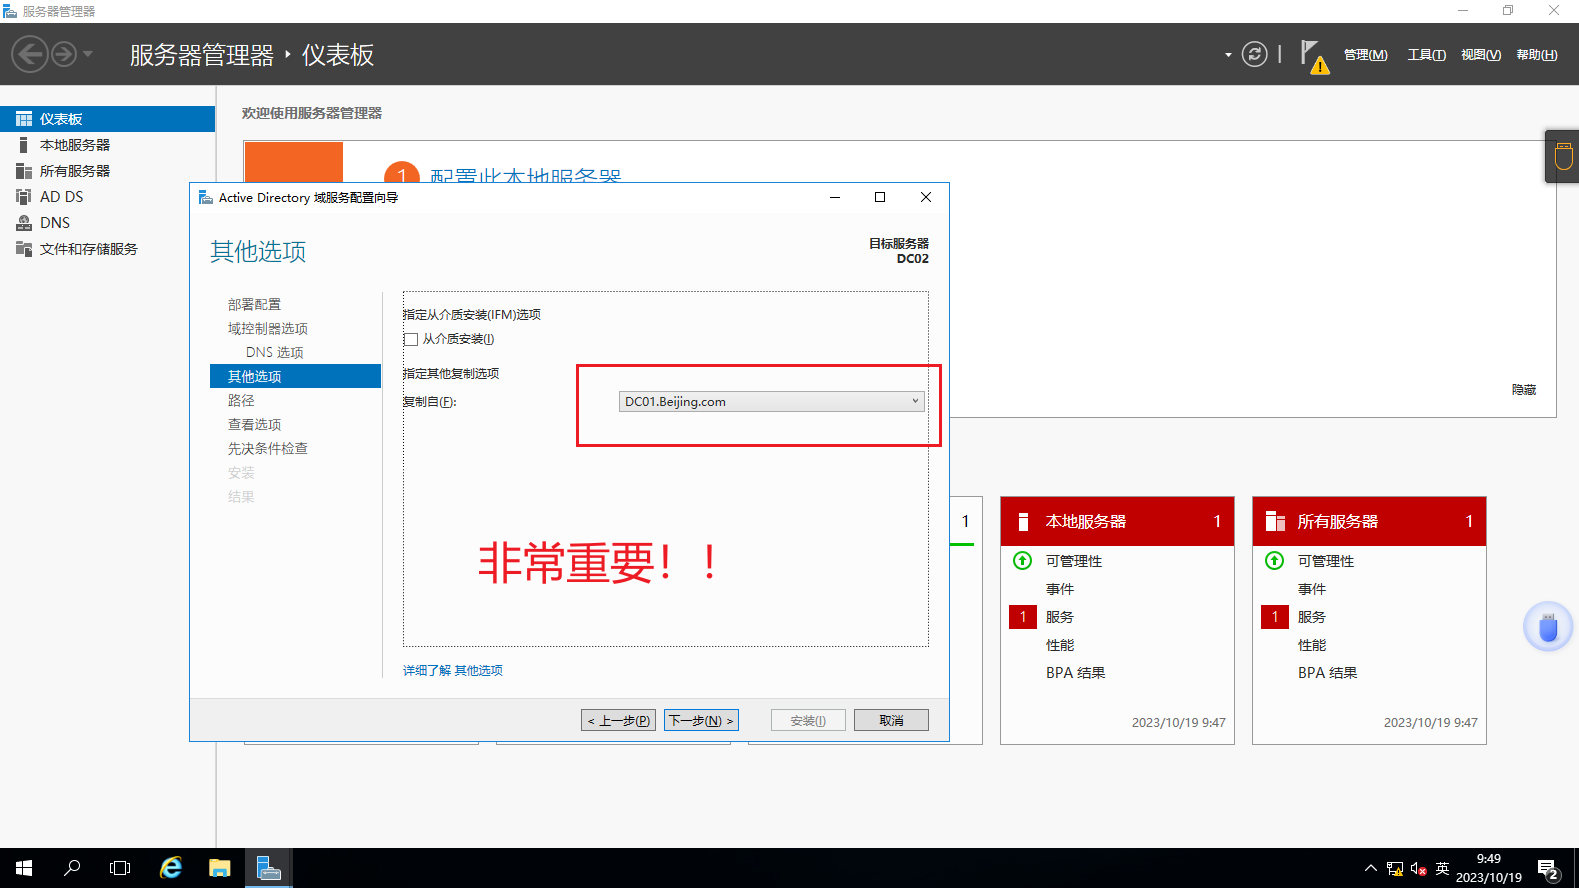 服务器管理器
服务器管理器 ‣ 仪表板
管理(M) 工具(T) 视图(V) 帮助(H)
仪表板
本地服务器
所有服务器
AD DS
DNS
文件和存储服务
欢迎使用服务器管理器
1 配置此本地服务器
Active Directory 域服务配置向导
其他选项
目标服务器
DC02
部署配置
域控制器选项
DNS 选项
其他选项
路径
查看选项
先决条件检查
安装
结果
指定从介质安装(IFM)选项
从介质安装(I)
指定其他复制选项
复制自(F):
DC01.Beijing.com
非常重要！！
详细了解 其他选项
< 上一步(P)
下一步(N) >
安装(I)
取消
隐藏
1
本地服务器 1
可管理性
事件
1 服务
性能
BPA 结果
2023/10/19 9:47
所有服务器 1
可管理性
事件
1 服务
性能
BPA 结果
2023/10/19 9:47
英
9:49
2023/10/19
2